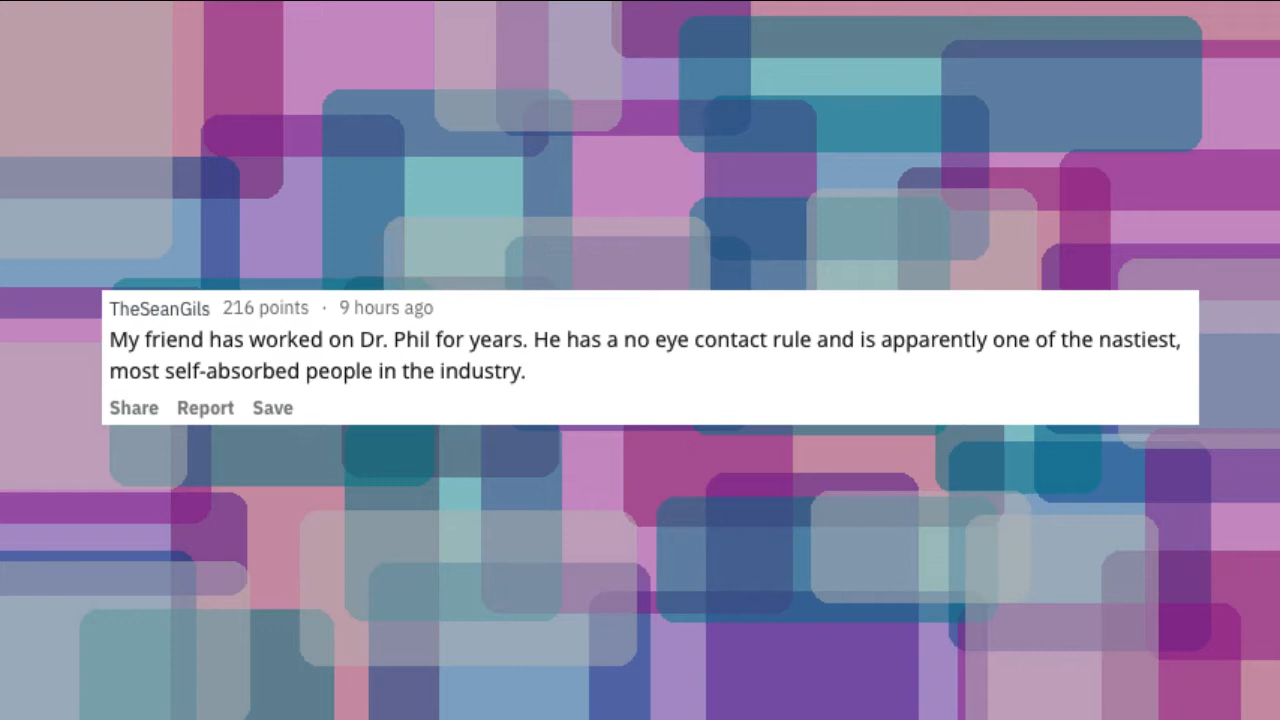 TheSeanGils 216 points · 9 hours ago
My friend has worked on Dr. Phil for years. He has a no eye contact rule and is apparently one of the nastiest,
most self-absorbed people in the industry.
Share Report Save